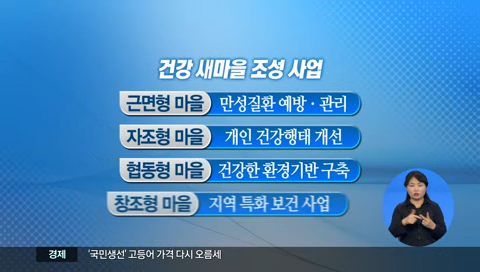 건강 새마을 조성 사업
근면형 마을 만성질환 예방·관리
자조형 마을 개인 건강행태 개선
협동형 마을 건강한 환경기반 구축
창조형 마을 지역 특화 보건 사업
경제 '국민생선' 고등어 가격 다시 오름세